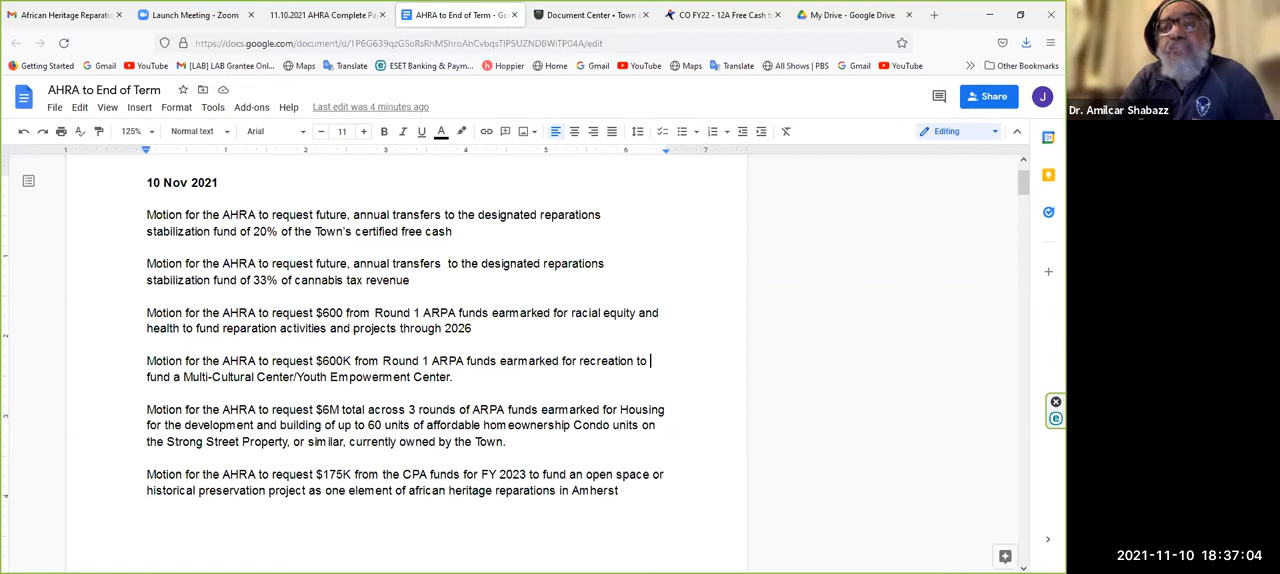 African Heritage Reparatio
Launch Meeting - Zoom
11.10.2021 AHRA Complete Pa
AHRA to End of Term - Go
Document Center • Town o
CO FY22 - 12A Free Cash t
My Drive - Google Drive
https://docs.google.com/document/d/1P6G639qzGSoRsRhMShroAhCvbqsTIP5UZND8WiTP04A/edit
Getting Started
Gmail
YouTube
[LAB] LAB Grantee Onl...
Maps
Translate
ESET Banking & Paym...
Hoppier
Home
Gmail
YouTube
Maps
Translate
All Shows | PBS
Gmail
YouTube
Other Bookmarks
AHRA to End of Term
File Edit View Insert Format Tools Add-ons Help Last edit was 4 minutes ago
Share
J
125% Normal text Arial 11 B I U A Editing
1 1 2 3 4 5 6 7
10 Nov 2021
Motion for the AHRA to request future, annual transfers to the designated reparations
stabilization fund of 20% of the Town's certified free cash
Motion for the AHRA to request future, annual transfers to the designated reparations
stabilization fund of 33% of cannabis tax revenue
Motion for the AHRA to request $600 from Round 1 ARPA funds earmarked for racial equity and
health to fund reparation activities and projects through 2026
Motion for the AHRA to request $600K from Round 1 ARPA funds earmarked for recreation to
fund a Multi-Cultural Center/Youth Empowerment Center.
Motion for the AHRA to request $6M total across 3 rounds of ARPA funds earmarked for Housing
for the development and building of up to 60 units of affordable homeownership Condo units on
the Strong Street Property, or similar, currently owned by the Town.
Motion for the AHRA to request $175K from the CPA funds for FY 2023 to fund an open space or
historical preservation project as one element of african heritage reparations in Amherst
Dr. Amilcar Shabazz
2021-11-10 18:37:04